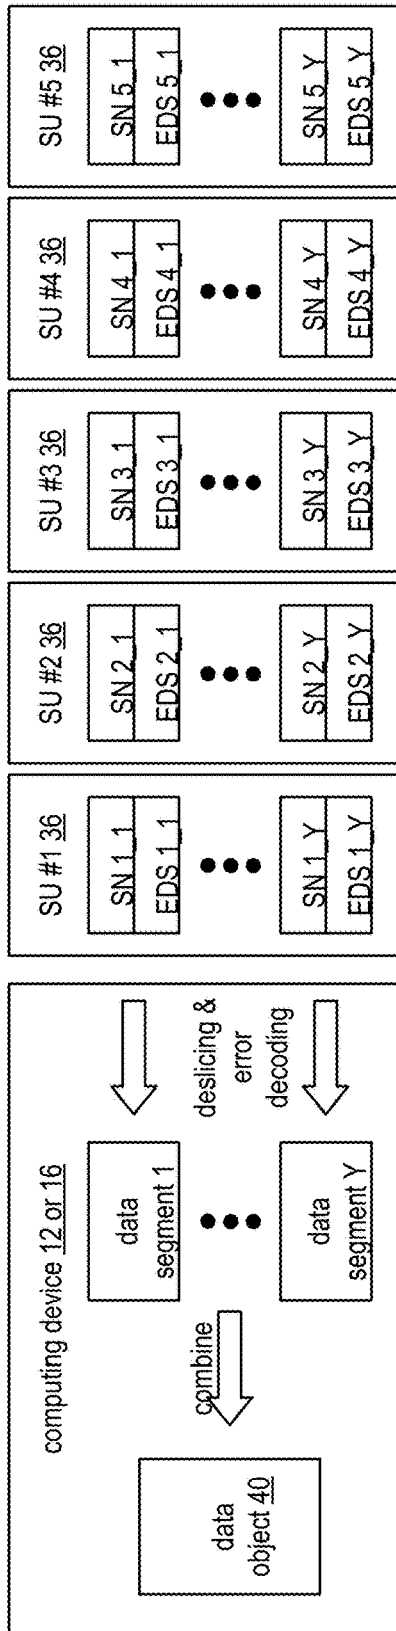 computing device 12 or 16
data
object 40
combine
data
segment 1
data
segment Y
deslicing &
error
decoding
SU #1 36
SN 1_1
EDS 1_1
SN 1_Y
EDS 1_Y
SU #2 36
SN 2_1
EDS 2_1
SN 2_Y
EDS 2_Y
SU #3 36
SN 3_1
EDS 3_1
SN 3_Y
EDS 3_Y
SU #4 36
SN 4_1
EDS 4_1
SN 4_Y
EDS 4_Y
SU #5 36
SN 5_1
EDS 5_1
SN 5_Y
EDS 5_Y